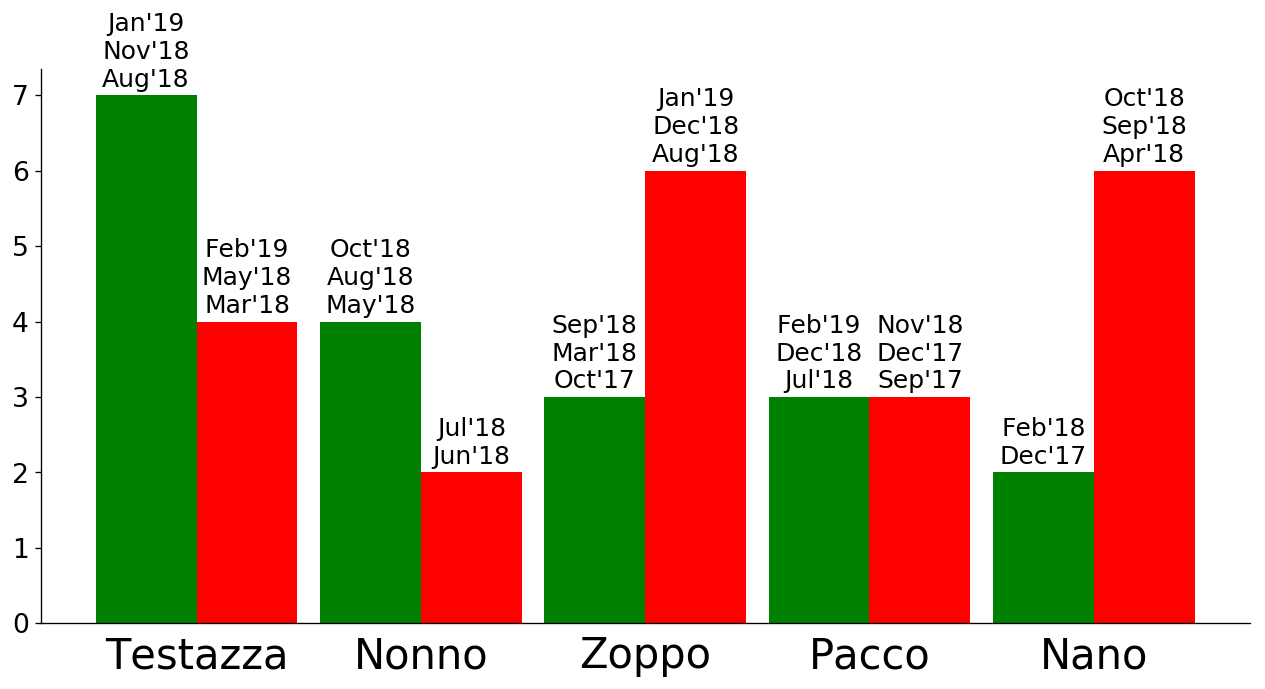 Jan'19
Nov'18
Aug'18
Feb'19
May'18
Mar'18
Oct'18
Aug'18
May'18
Jul'18
Jun'18
Sep'18
Mar'18
Oct'17
Jan'19
Dec'18
Aug'18
Feb'19
Dec'18
Jul'18
Nov'18
Dec'17
Sep'17
Feb'18
Dec'17
Oct'18
Sep'18
Apr'18
7
6
5
4
3
2
1
0
Testazza
Nonno
Zoppo
Pacco
Nano